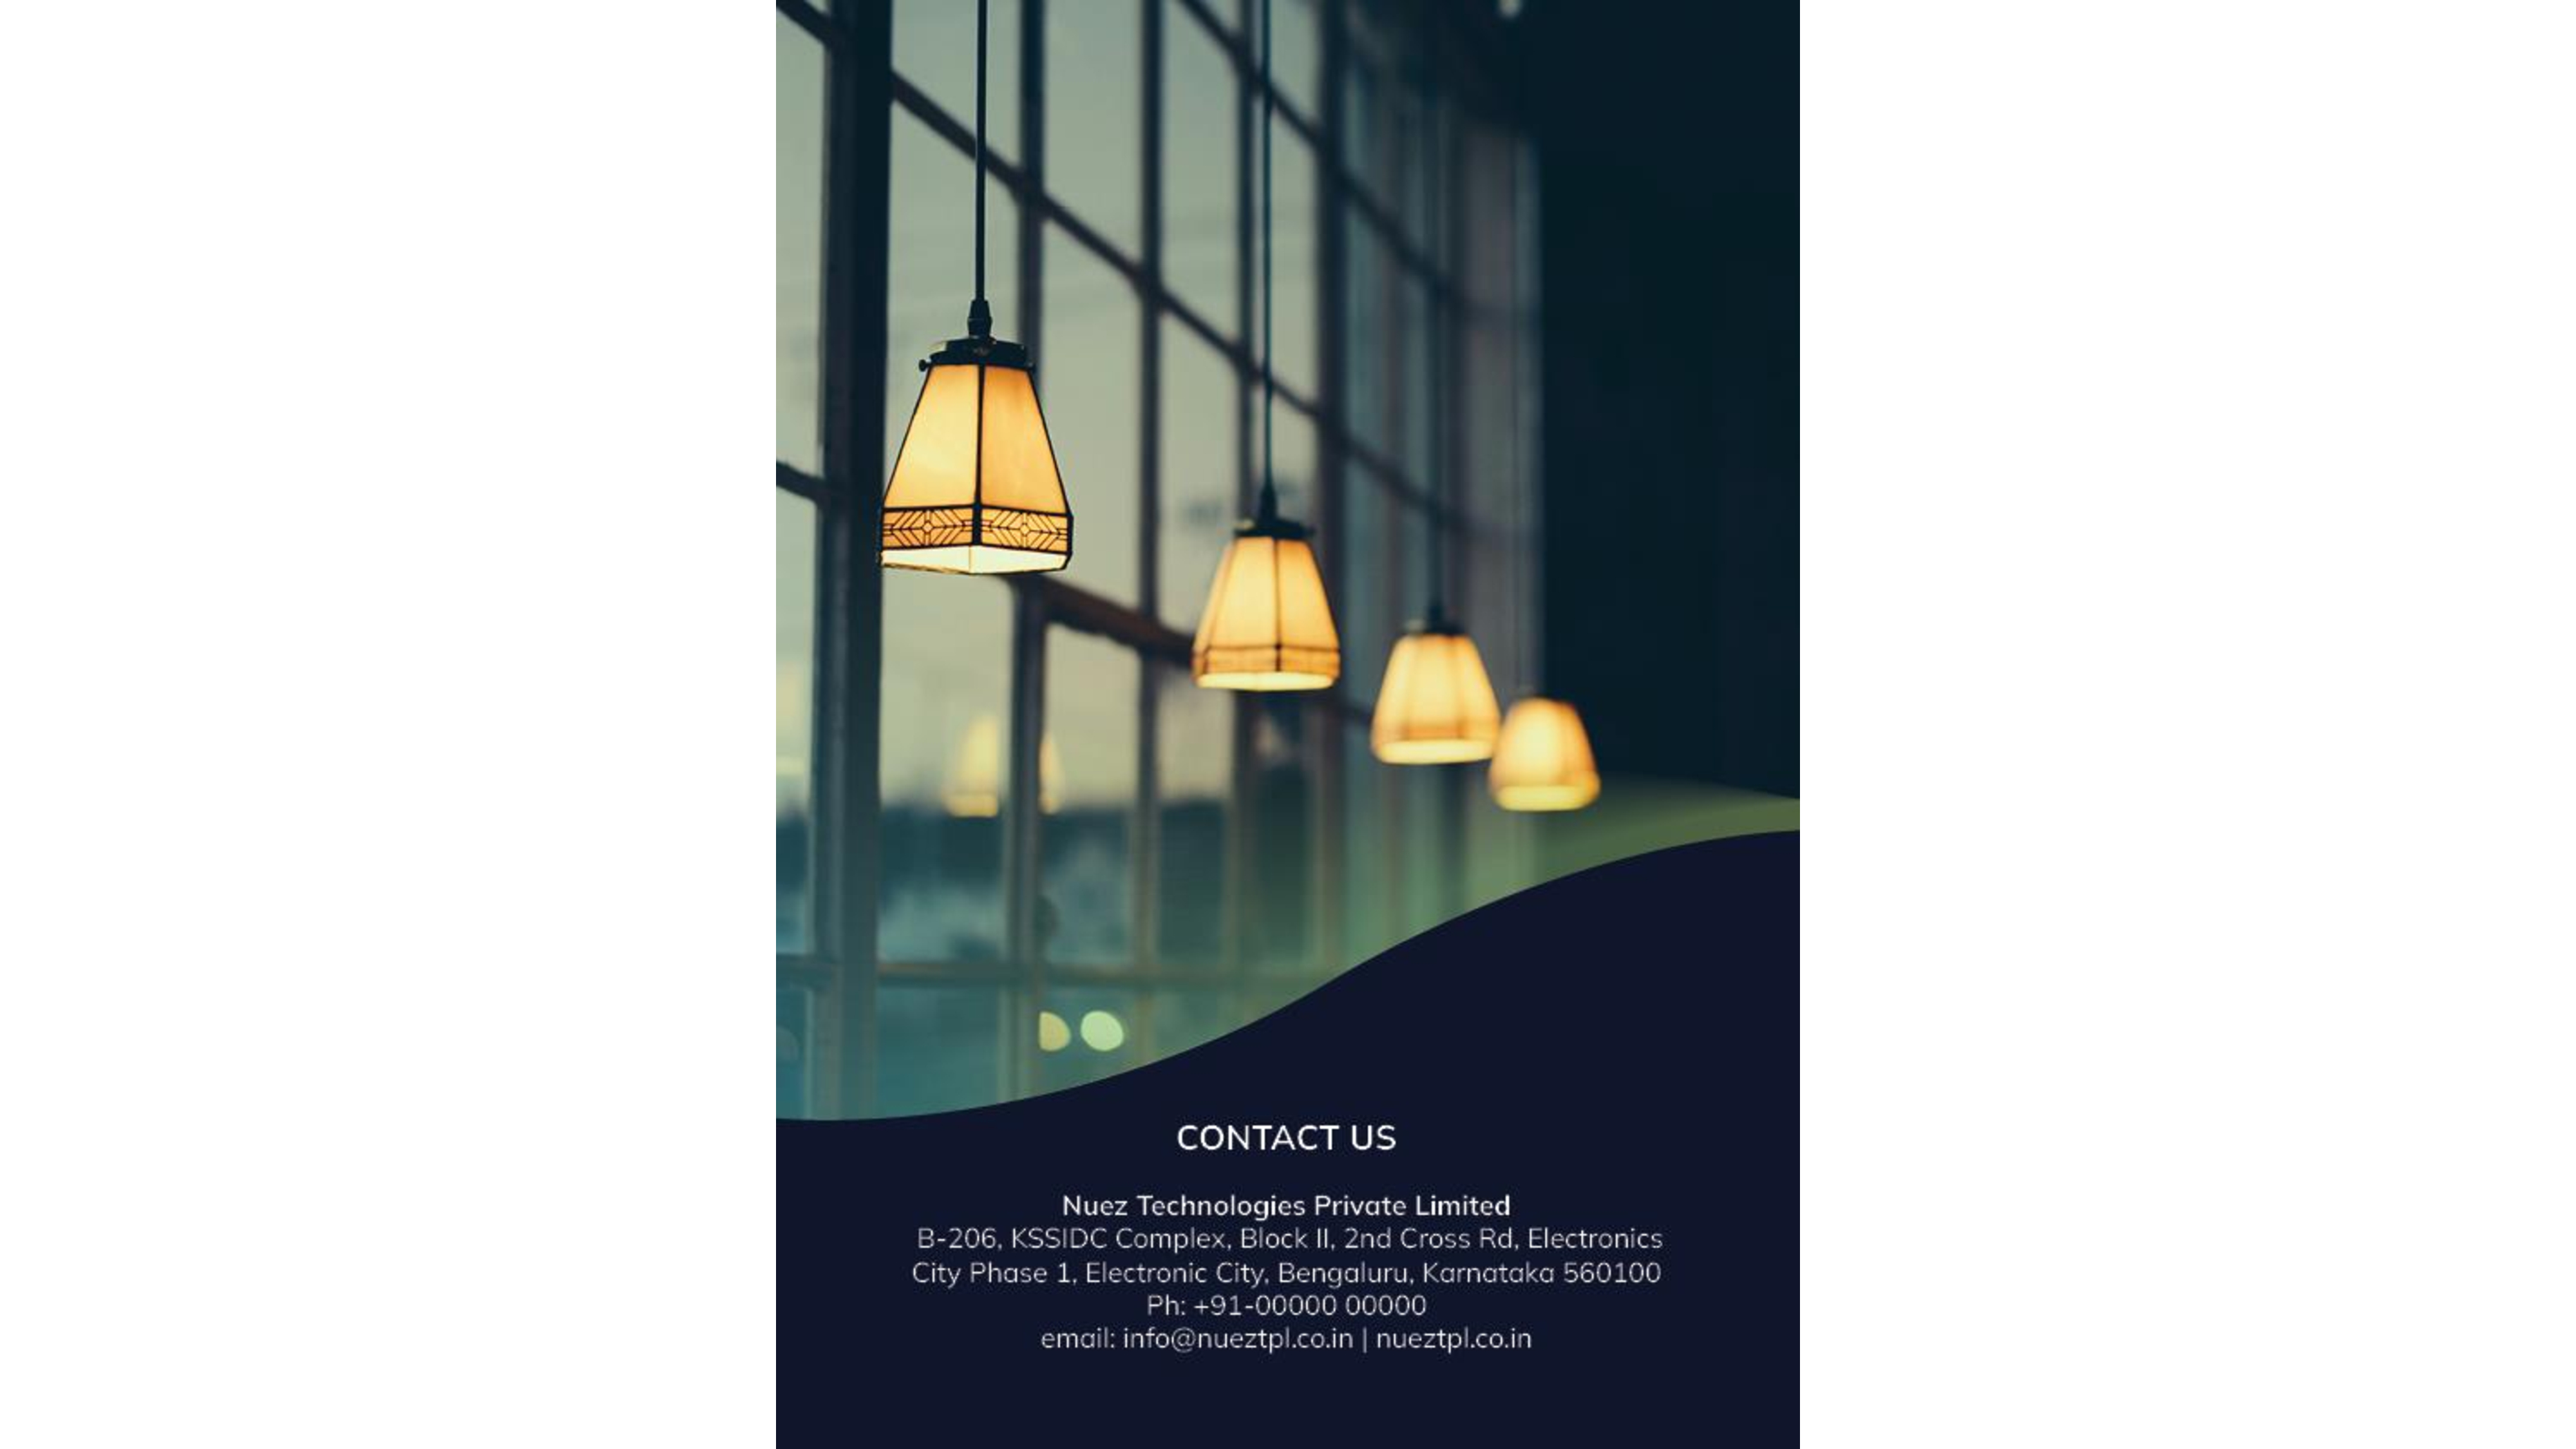 CONTACT US
Nuez Technologies Private Limited
B-206, KSSIDC Complex, Block II, 2nd Cross Rd, Electronics
City Phase 1, Electronic City, Bengaluru, Karnataka 560100
Ph: +91-00000 00000
email: info@nueztpl.co.in | nueztpl.co.in